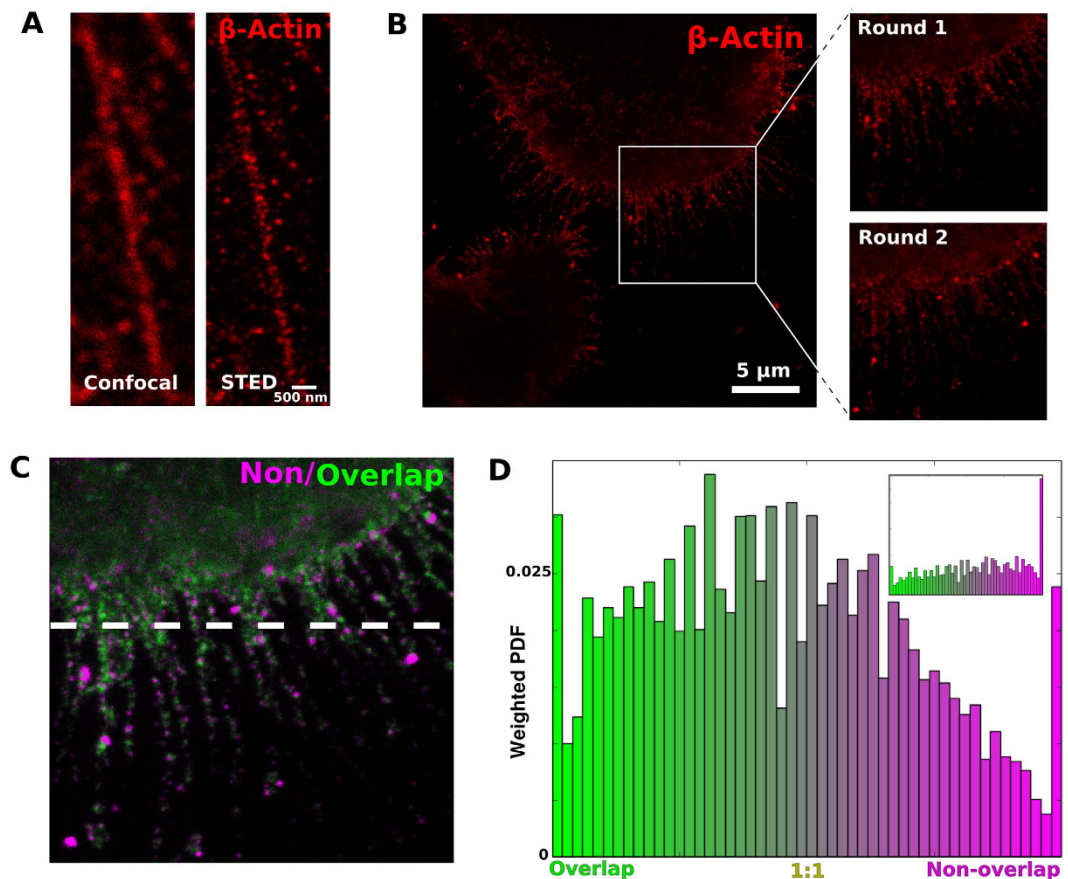 A
β-Actin
Confocal
STED
500 nm
B
β-Actin
5 μm
Round 1
Round 2
C
Non/Overlap
D
Weighted PDF
0.025
0
Overlap
1:1
Non-overlap